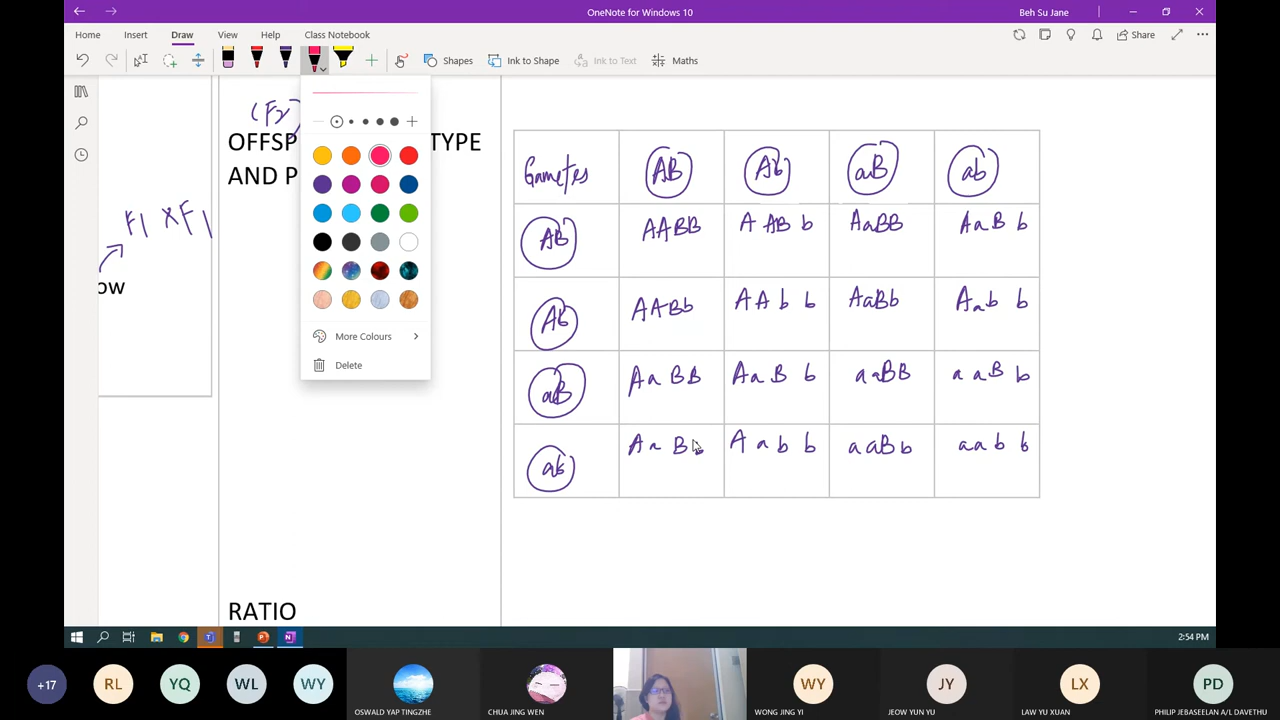 OneNote for Windows 10
Beh Su Jane
Home Insert Draw View Help Class Notebook
Share
Shapes Ink to Shape Ink to Text Maths
(F2)
OFFSP TYPE
AND P
F1 X F1
ow
More Colours
Delete
Gametes AB Ab aB ab
AB AABB AABb AaBB AaBb
Ab AABb AAbb AaBb Aabb
aB AaBB AaBb aaBB aaBb
ab AaBb Aabb aaBb aabb
RATIO
2:54 PM
+17 RL YQ WL WY WY JY LX PD
OSWALD YAP TINGZHE CHUA JING WEN WONG JING YI JEOW YUN YU LAW YU XUAN PHILIP JEBASEELAN A/L DAVETHU